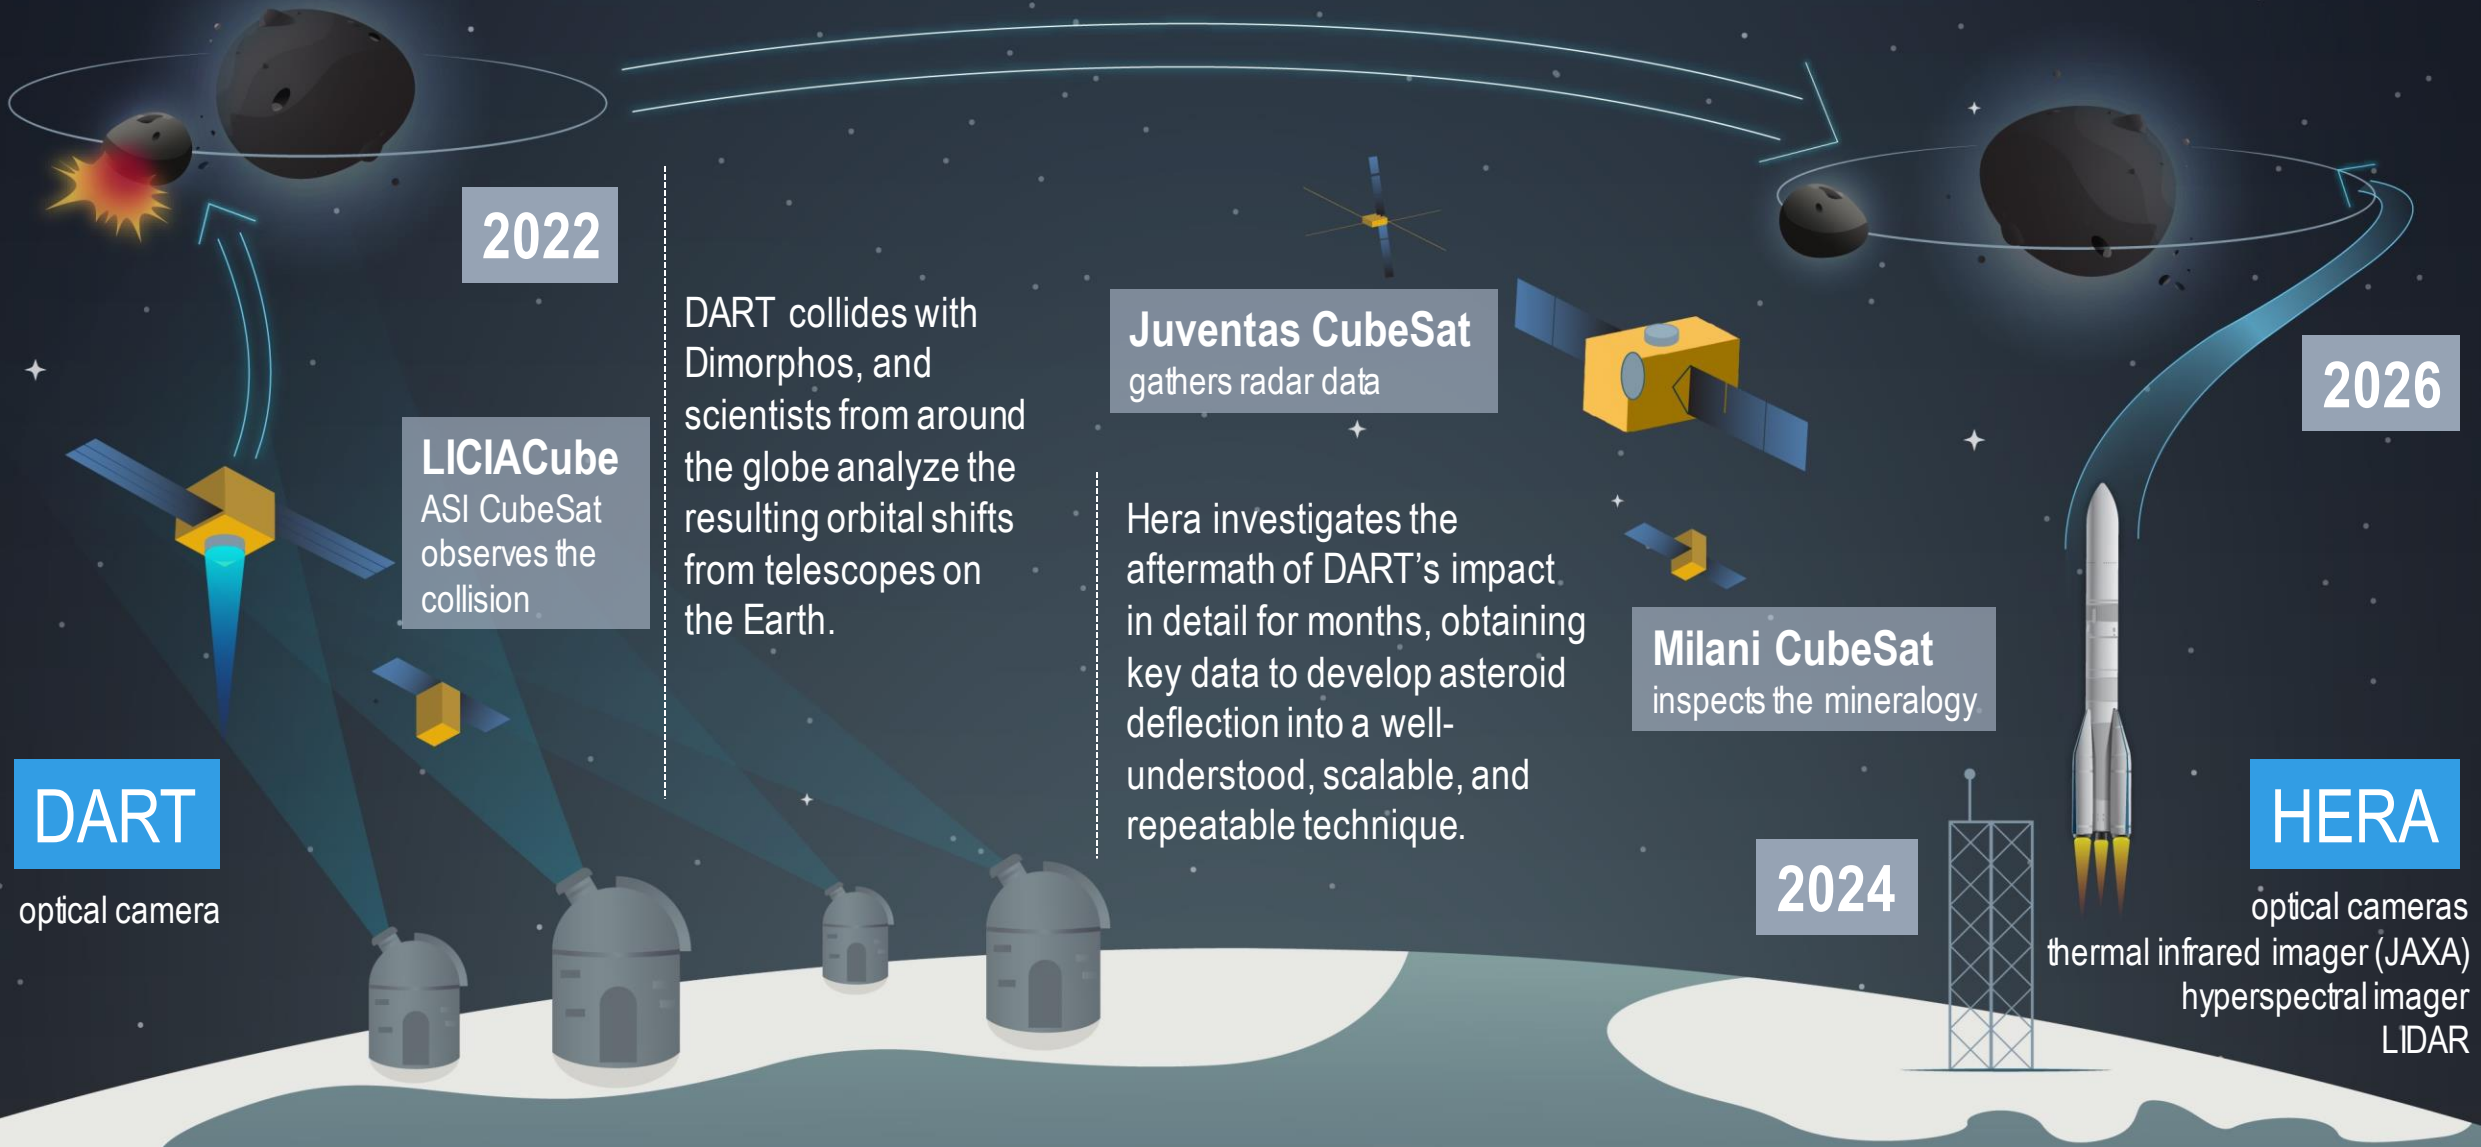 2022
LICIACube
ASI CubeSat
observes the
collision
DART
optical camera
DART collides with
Dimorphos, and
scientists from around
the globe analyze the
resulting orbital shifts
from telescopes on
the Earth.
Juventas CubeSat
gathers radar data
Hera investigates the
aftermath of DART’s impact
in detail for months, obtaining
key data to develop asteroid
deflection into a well-
understood, scalable, and
repeatable technique.
Milani CubeSat
inspects the mineralogy
2024
2026
HERA
optical cameras
thermal infrared imager (JAXA)
hyperspectral imager
LIDAR